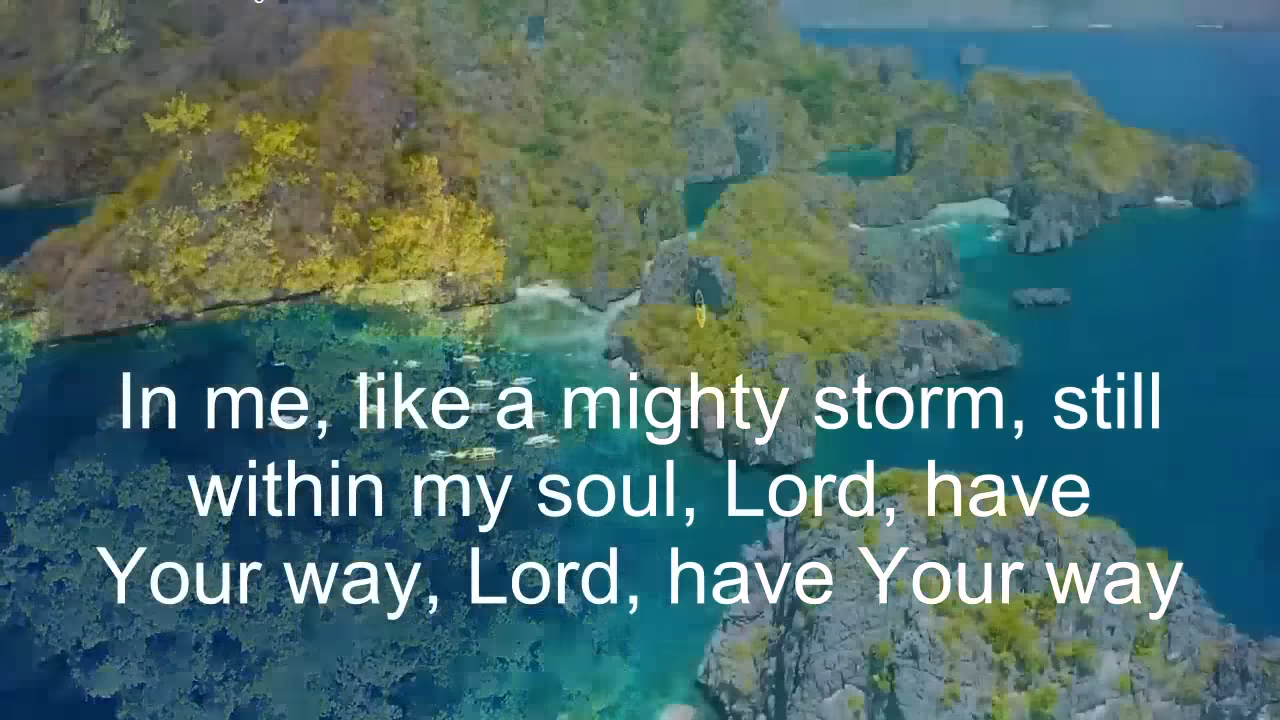 In me, like a mighty storm, still
within my soul, Lord, have
Your way, Lord, have Your way